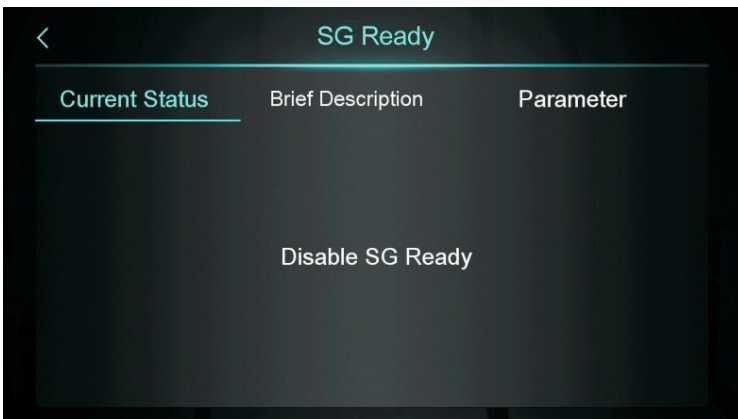 SG Ready
Current Status Brief Description Parameter
Disable SG Ready